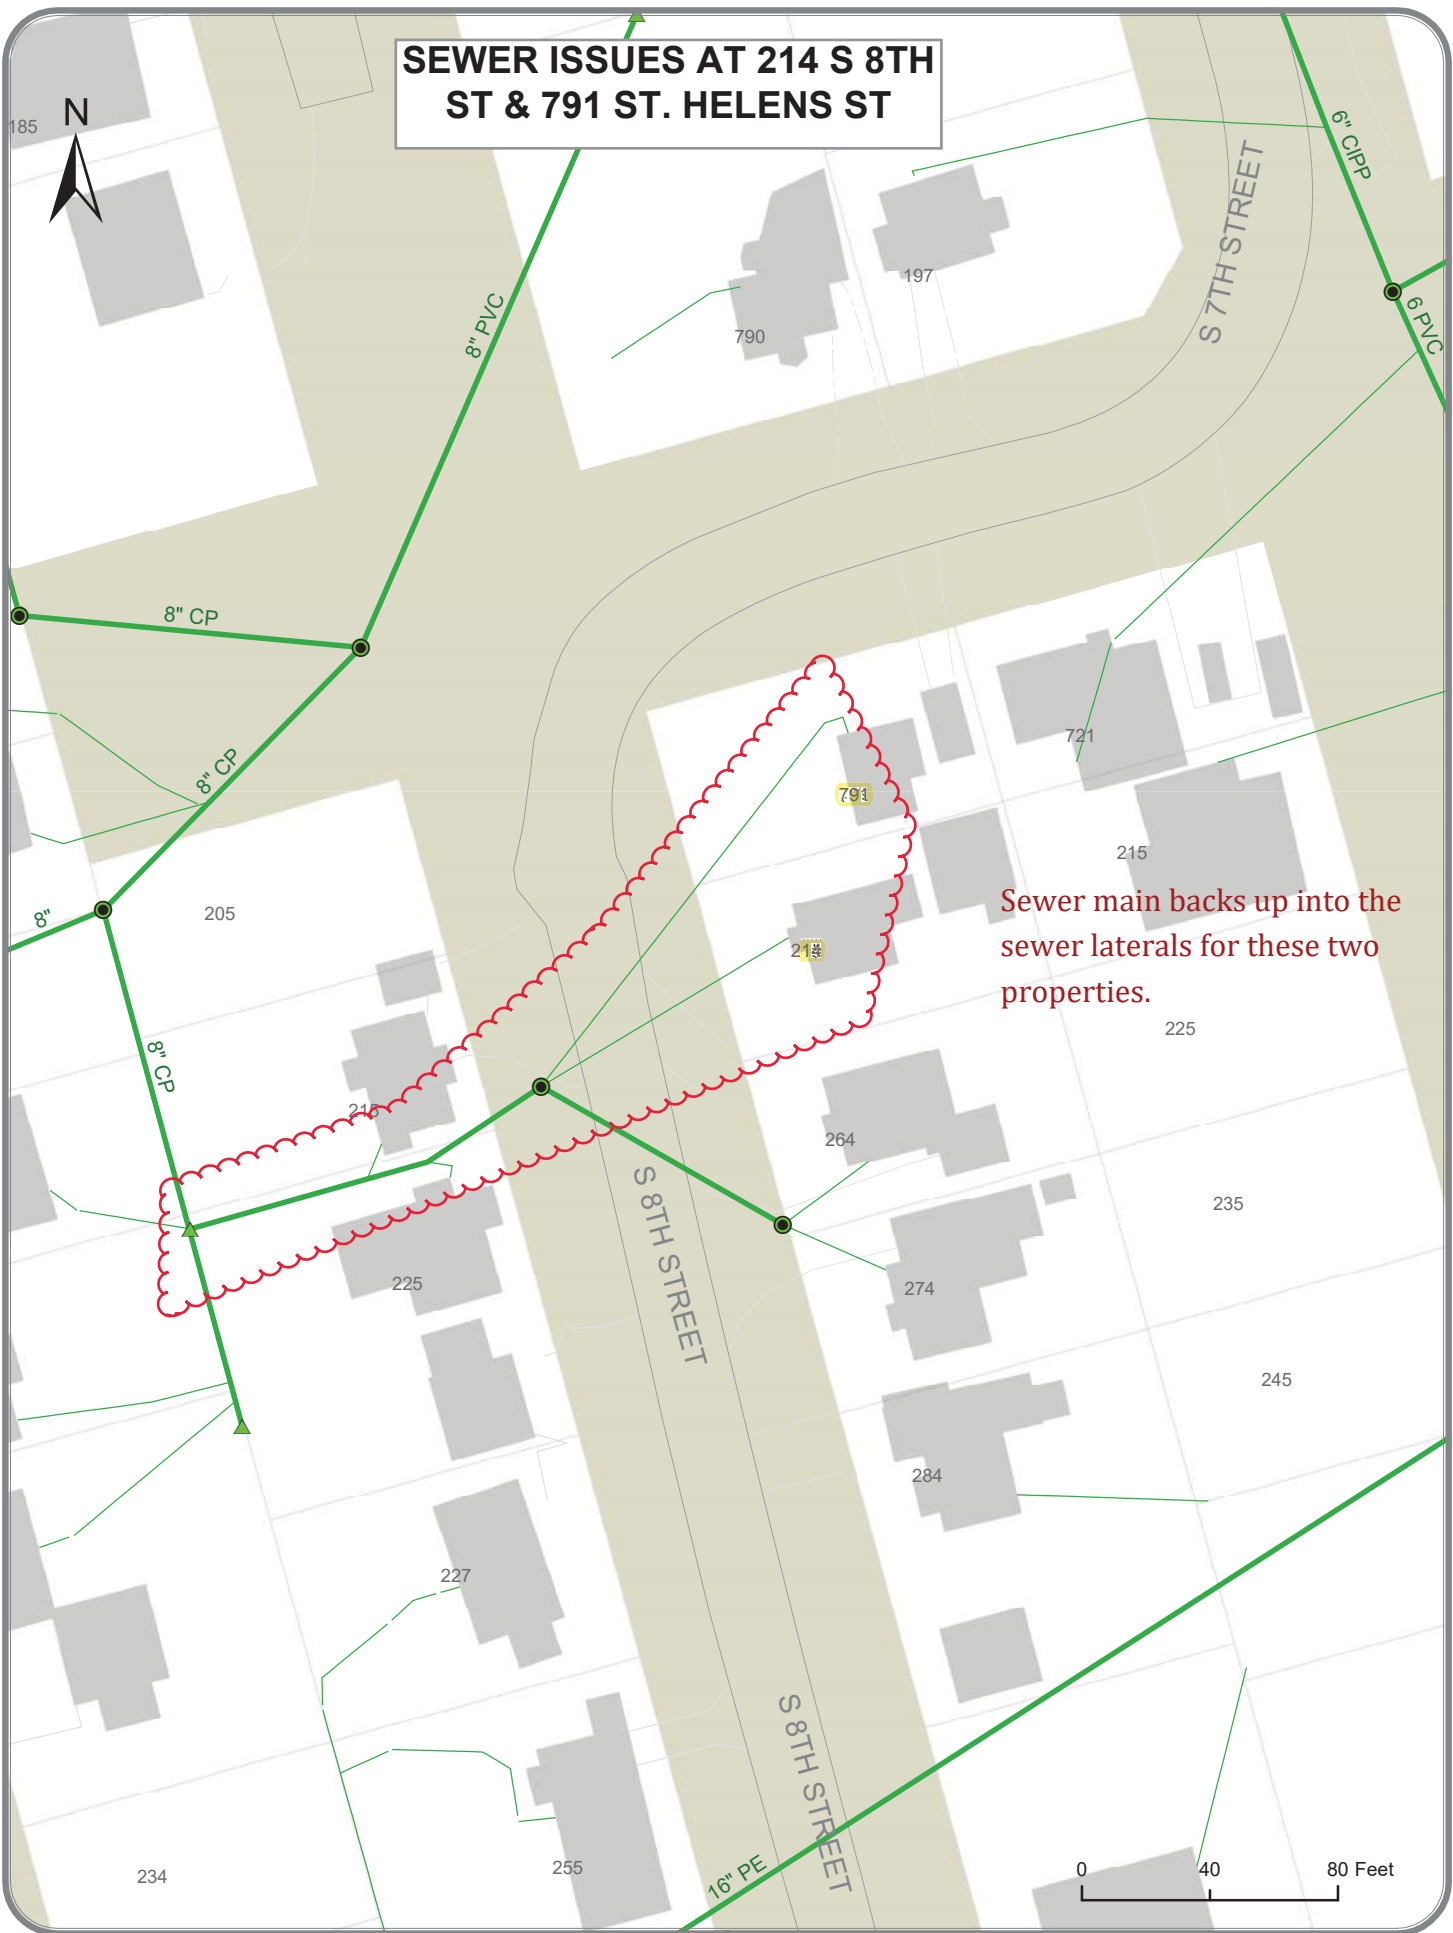 SEWER ISSUES AT 214 S 8TH
ST & 791 ST. HELENS ST
N
185
6" CIPP
S 7TH STREET
197
8" PVC
790
6 PVC
8" CP
8" CP
721
791
215
205
8"
Sewer main backs up into the
sewer laterals for these two
properties.
214
225
8" CP
215
264
S 8TH STREET
235
225
274
245
284
227
S 8TH STREET
16" PE
255
234
0 40 80 Feet